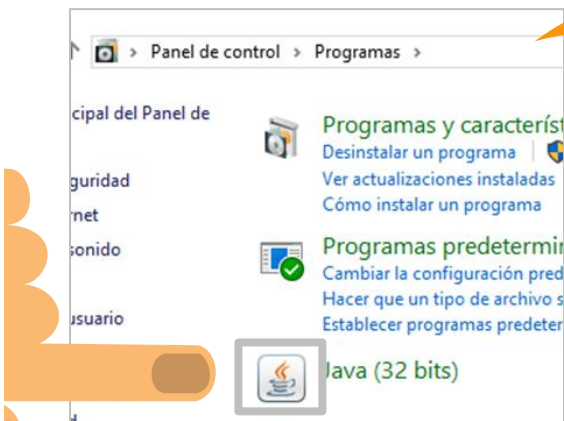 Panel de control > Programas >
cipal del Panel de
guridad
rnet
sonido
usuario
Programas y caracterist
Desinstalar un programa
Ver actualizaciones instaladas
Cómo instalar un programa
Programas predetermi
Cambiar la configuración pred
Hacer que un tipo de archivo s
Establecer programas predeter
Java (32 bits)